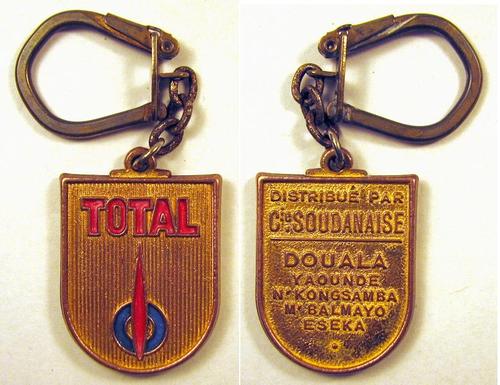 TOTAL
DISTRIBUÉ PAR
Cie SOUDANAISE
DOUALA
YAOUNDE
N'KONGSAMBA
M'BALMAYO
ESEKA